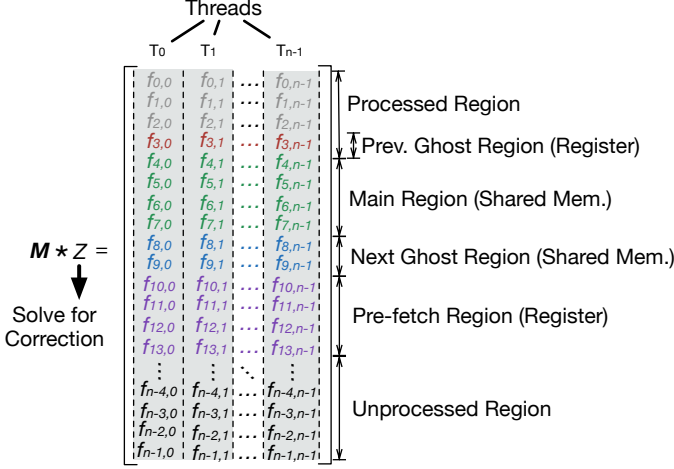 Threads
T0 T1 Tn-1
f0,0 f0,1 ... f0,n-1
f1,0 f1,1 ... f1,n-1
f2,0 f2,1 ... f2,n-1
Processed Region
f3,0 f3,1 ... f3,n-1 Prev. Ghost Region (Register)
f4,0 f4,1 ... f4,n-1
f5,0 f5,1 ... f5,n-1
f6,0 f6,1 ... f6,n-1
f7,0 f7,1 ... f7,n-1
Main Region (Shared Mem.)
M * Z =
f8,0 f8,1 ... f8,n-1
f9,0 f9,1 ... f9,n-1
Next Ghost Region (Shared Mem.)
Solve for
Correction
f10,0 f10,1 ... f10,n-1
f11,0 f11,1 ... f11,n-1
f12,0 f12,1 ... f12,n-1
f13,0 f13,1 ... f13,n-1
Pre-fetch Region (Register)
⋮ ⋮ ⋱ ⋮
fn-4,0 fn-4,1 ... fn-4,n-1
fn-3,0 fn-3,1 ... fn-3,n-1
fn-2,0 fn-2,1 ... fn-2,n-1
fn-1,0 fn-1,1 ... fn-1,n-1
Unprocessed Region